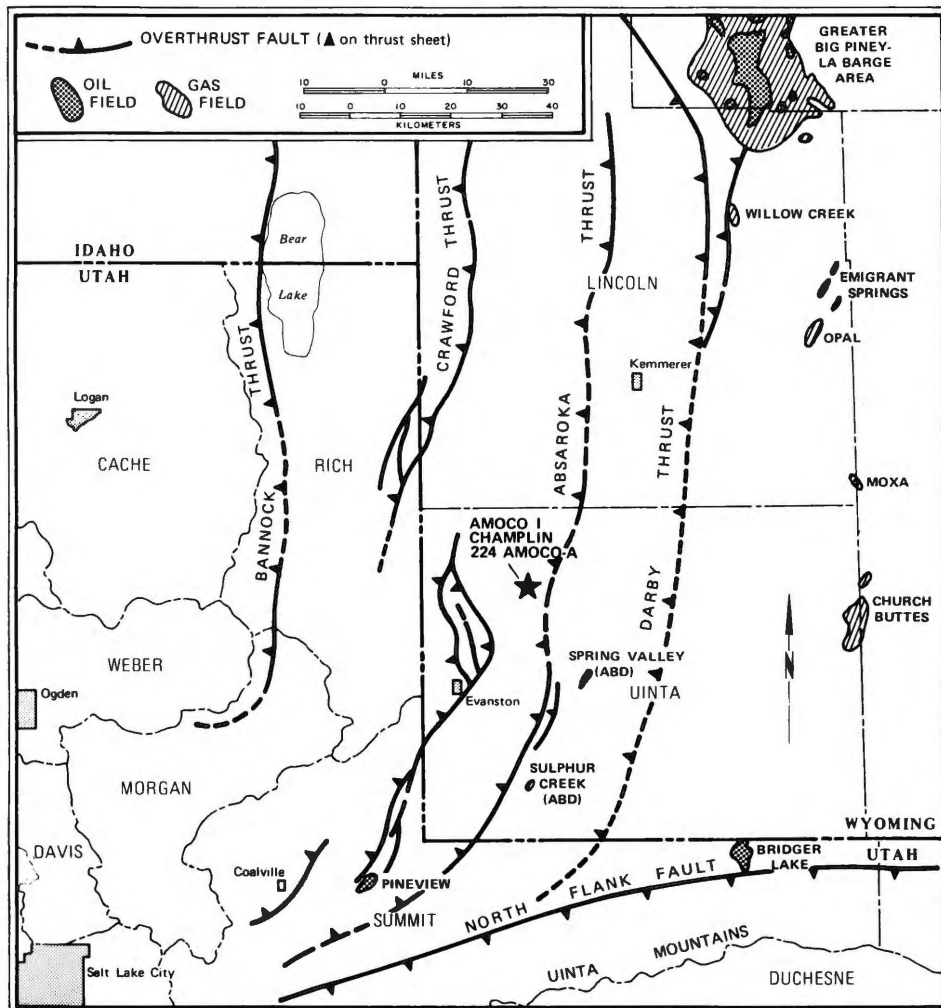 OVERTHRUST FAULT (▲ on thrust sheet)
OIL
FIELD
GAS
FIELD
MILES
10 0 10 30
10 0 10 20 30 40
KILOMETERS
GREATER
BIG PINEY-
LA BARGE
AREA
WILLOW CREEK
EMIGRANT
SPRINGS
OPAL
MOXA
CHURCH
BUTTES
IDAHO
UTAH
Bear
Lake
CRAWFORD THRUST
THRUST
ABSAROKA
LINCOLN
Kemmerer
BANNOCK THRUST
Logan
CACHE
RICH
DARBY THRUST
AMOCO I
CHAMPLIN
224 AMOCO-A
N
WEBER
Ogden
Evanston
SPRING VALLEY
(ABD)
UINTA
MORGAN
SULPHUR
CREEK
(ABD)
WYOMING
UTAH
DAVIS
Coalville
PINEVIEW
BRIDGER
LAKE
SUMMIT
NORTH FLANK FAULT
Salt Lake City
UINTA MOUNTAINS
DUCHESNE